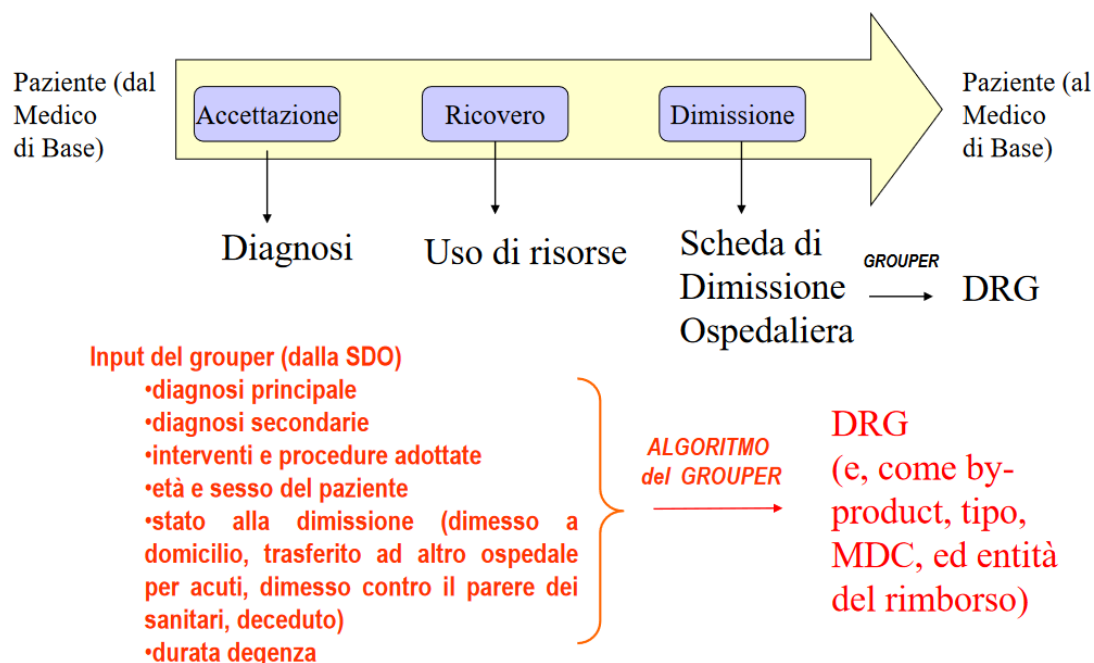 Paziente (dal
Medico
di Base)
Accettazione
Ricovero
Dimissione
Paziente (al
Medico
di Base)
Diagnosi
Uso di risorse
Scheda di
Dimissione
Ospedaliera
GROUPER
DRG
Input del grouper (dalla SDO)
•diagnosi principale
•diagnosi secondarie
•interventi e procedure adottate
•età e sesso del paziente
•stato alla dimissione (dimesso a
domicilio, trasferito ad altro ospedale
per acuti, dimesso contro il parere dei
sanitari, deceduto)
•durata degenza
ALGORITMO
del GROUPER
DRG
(e, come by-
product, tipo,
MDC, ed entità
del rimborso)